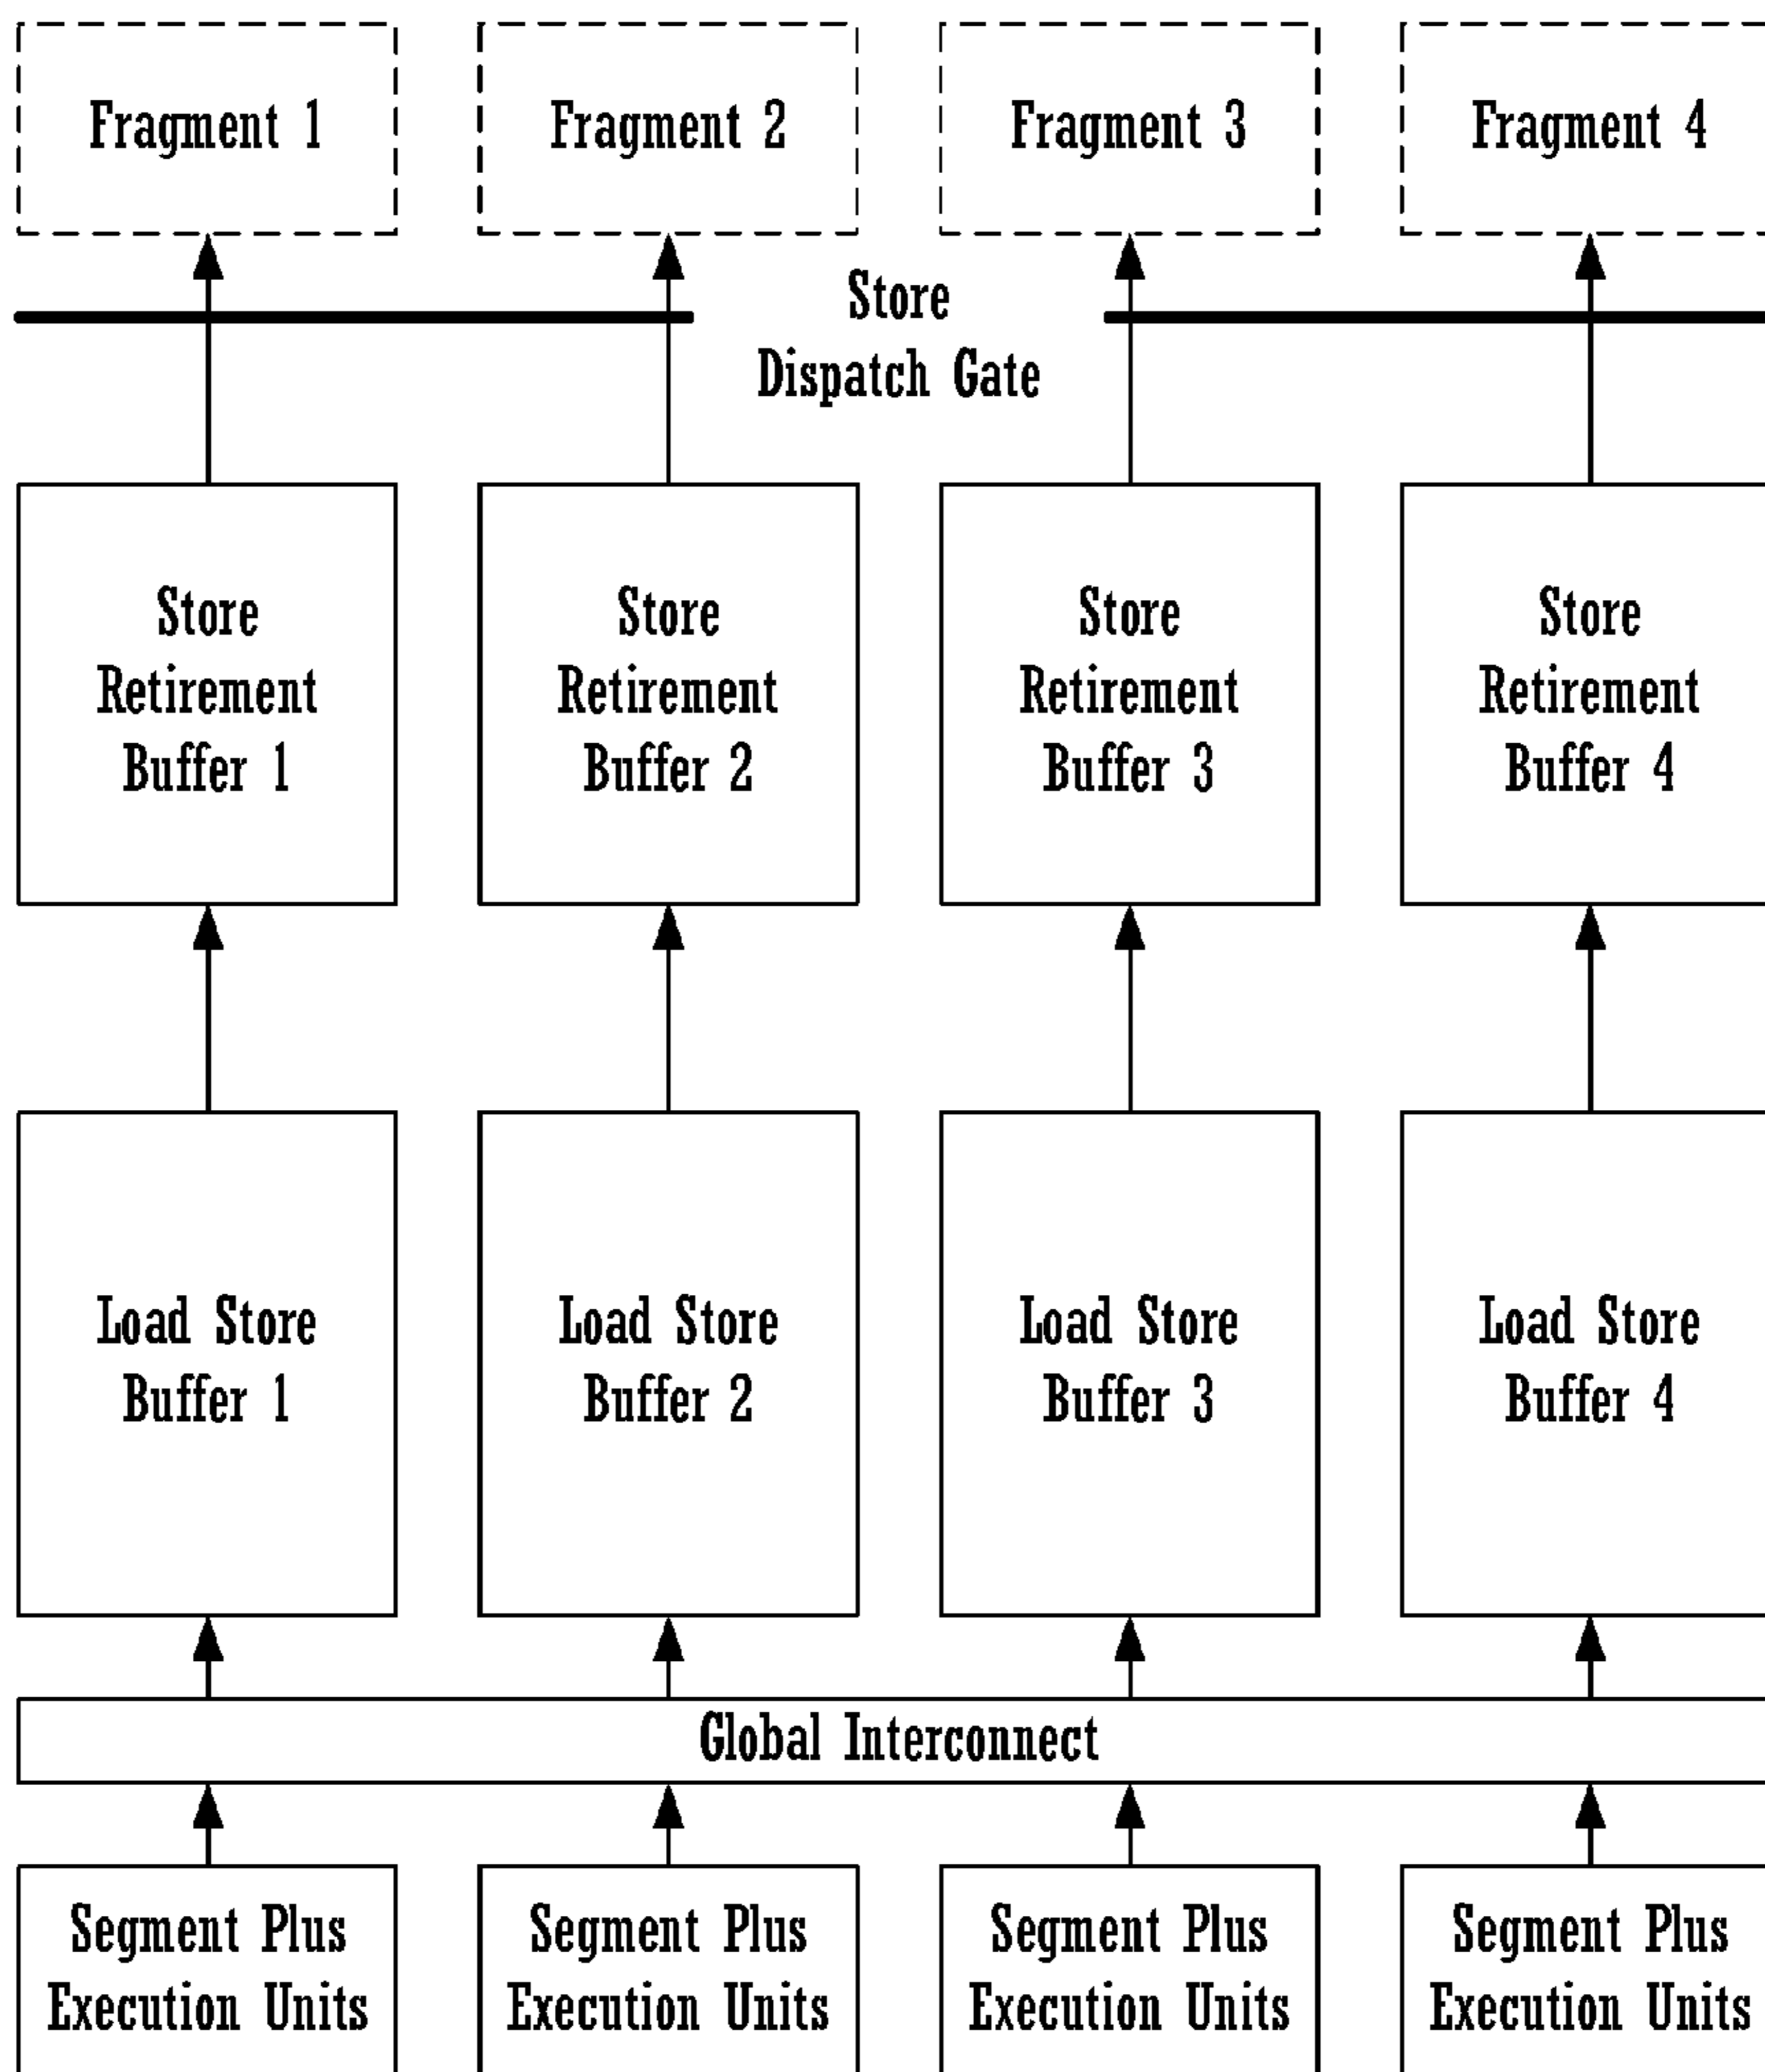 Fragment 1
Fragment 2
Fragment 3
Fragment 4
Store
Dispatch Gate
Store
Retirement
Buffer 1
Store
Retirement
Buffer 2
Store
Retirement
Buffer 3
Store
Retirement
Buffer 4
Load Store
Buffer 1
Load Store
Buffer 2
Load Store
Buffer 3
Load Store
Buffer 4
Global Interconnect
Segment Plus
Execution Units
Segment Plus
Execution Units
Segment Plus
Execution Units
Segment Plus
Execution Units